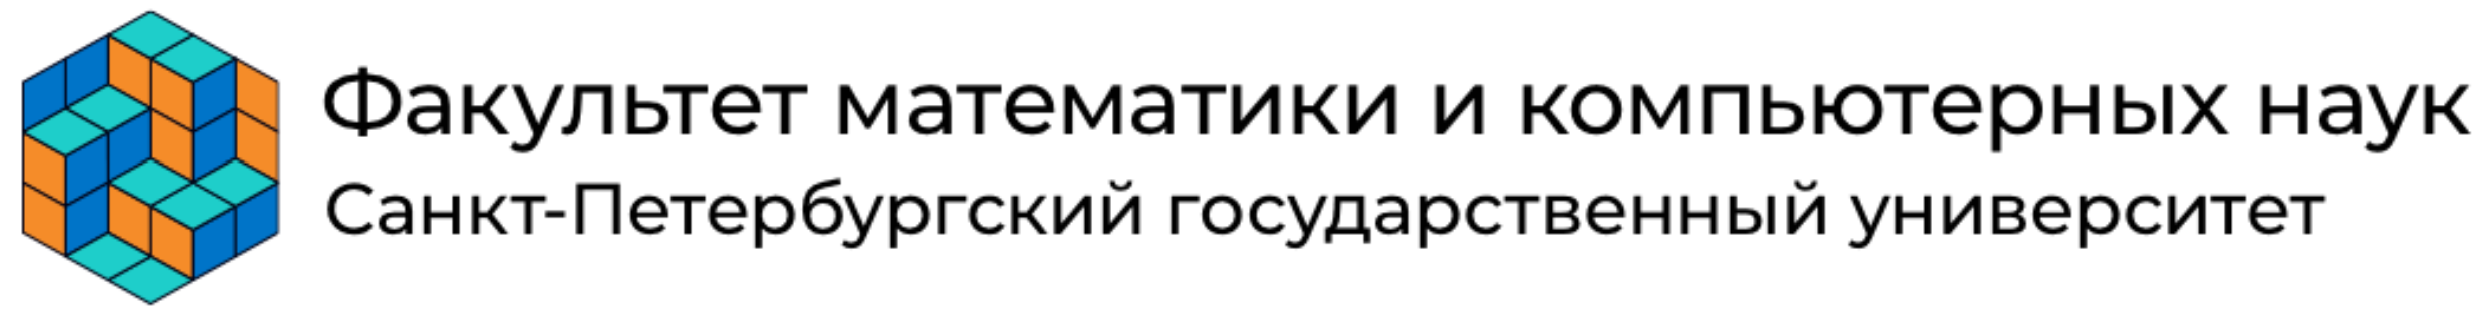 Факультет математики и компьютерных наук
Санкт-Петербургский государственный университет